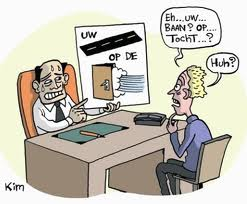 UW
OP DE
EH...UW...
BAAN? OP....
TOCHT...?
HUH?
Kim